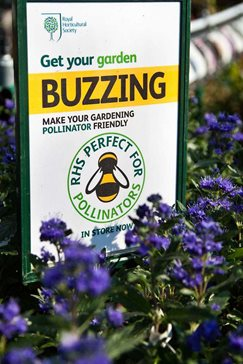 Royal
Horticultural
Society
Get your garden
BUZZING
MAKE YOUR GARDENING
POLLINATOR FRIENDLY
RHS PERFECT FOR
POLLINATORS
IN STORE NOW